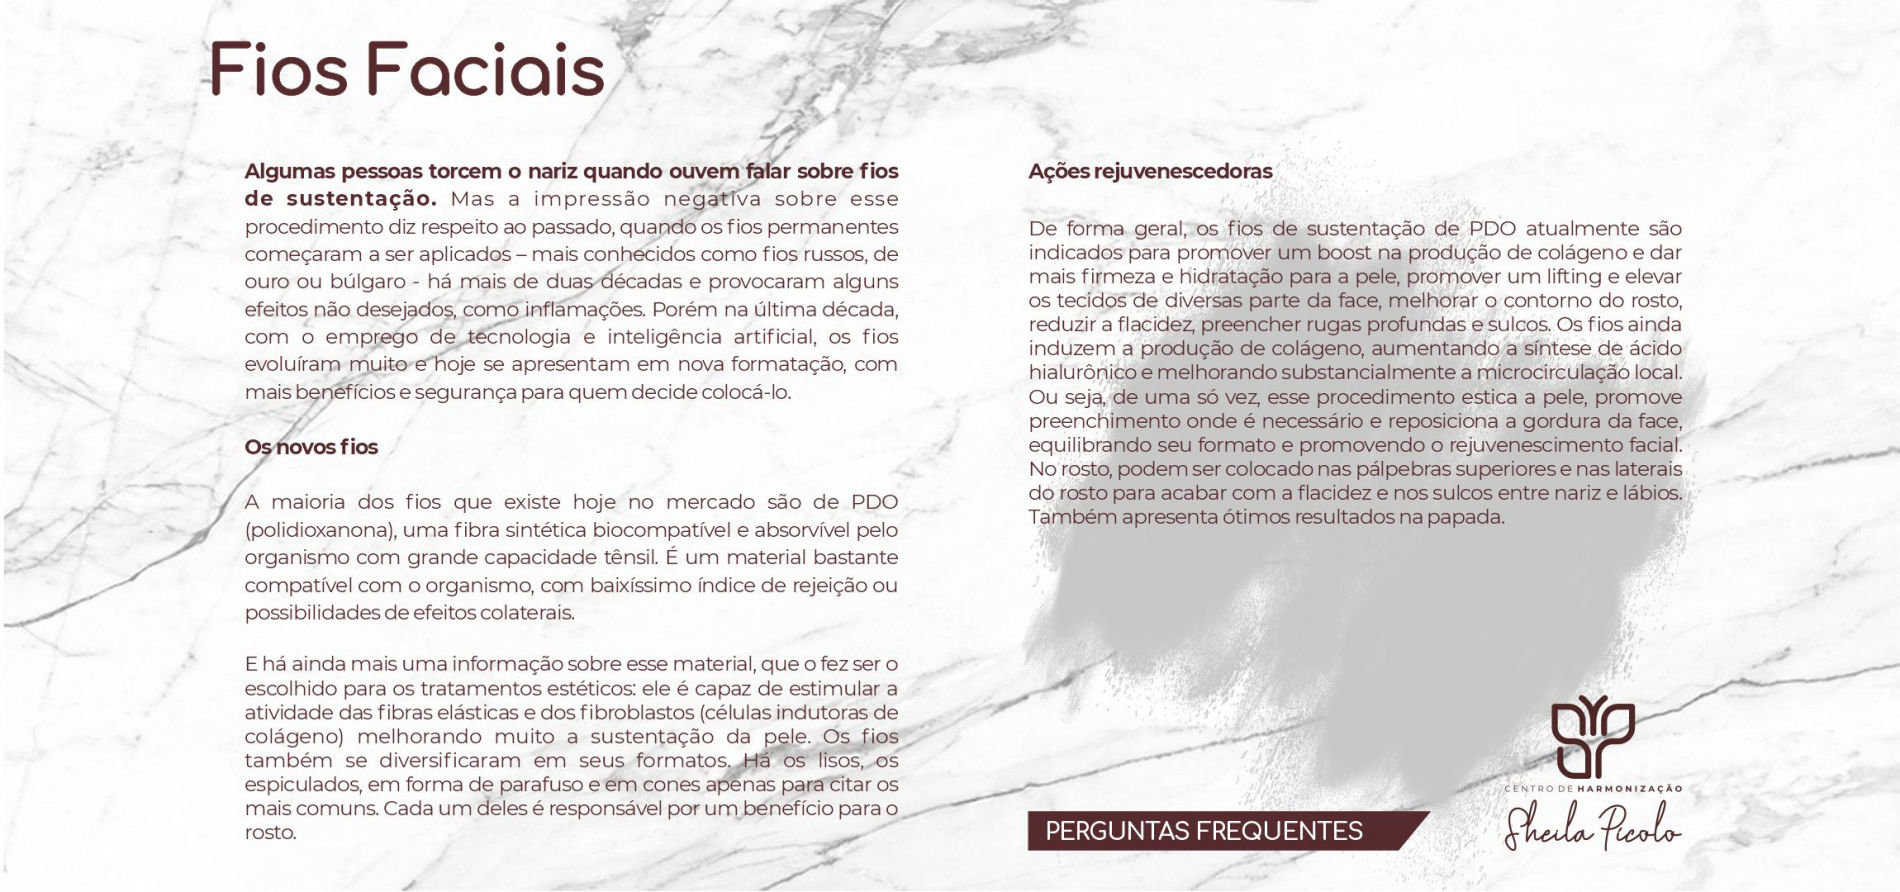 Fios Faciais
Algumas pessoas torcem o nariz quando ouvem falar sobre fios
de sustentação. Mas a impressão negativa sobre esse
procedimento diz respeito ao passado, quando os fios permanentes
começaram a ser aplicados – mais conhecidos como fios russos, de
ouro ou búlgaro - há mais de duas décadas e provocaram alguns
efeitos não desejados, como inflamações. Porém na última década,
com o emprego de tecnologia e inteligência artificial, os fios
evoluíram muito e hoje se apresentam em nova formatação, com
mais benefícios e segurança para quem decide colocá-lo.
Os novos fios
A maioria dos fios que existe hoje no mercado são de PDO
(polidioxanona), uma fibra sintética biocompatível e absorvível pelo
organismo com grande capacidade tênsil. É um material bastante
compatível com o organismo, com baixíssimo índice de rejeição ou
possibilidades de efeitos colaterais.
E há ainda mais uma informação sobre esse material, que o fez ser o
escolhido para os tratamentos estéticos: ele é capaz de estimular a
atividade das fibras elásticas e dos fibroblastos (células indutoras de
colágeno) melhorando muito a sustentação da pele. Os fios
também se diversificaram em seus formatos. Há os lisos, os
espiculados, em forma de parafuso e em cones apenas para citar os
mais comuns. Cada um deles é responsável por um benefício para o
rosto.
Ações rejuvenescedoras
De forma geral, os fios de sustentação de PDO atualmente são
indicados para promover um boost na produção de colágeno e dar
mais firmeza e hidratação para a pele, promover um lifting e elevar
os tecidos de diversas parte da face, melhorar o contorno do rosto,
reduzir a flacidez, preencher rugas profundas e sulcos. Os fios ainda
induzem a produção de colágeno, aumentando a síntese de ácido
hialurônico e melhorando substancialmente a microcirculação local.
Ou seja, de uma só vez, esse procedimento estica a pele, promove
preenchimento onde é necessário e reposiciona a gordura da face,
equilibrando seu formato e promovendo o rejuvenescimento facial.
No rosto, podem ser colocado nas pálpebras superiores e nas laterais
do rosto para acabar com a flacidez e nos sulcos entre nariz e lábios.
Também apresenta ótimos resultados na papada.
PERGUNTAS FREQUENTES
CENTRO DE HARMONIZAÇÃO
Sheila Picolo